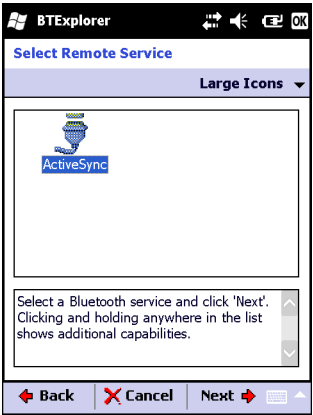 BTExplorer OK
Select Remote Service
Large Icons
ActiveSync
Select a Bluetooth service and click 'Next'.
Clicking and holding anywhere in the list
shows additional capabilities.
Back Cancel Next